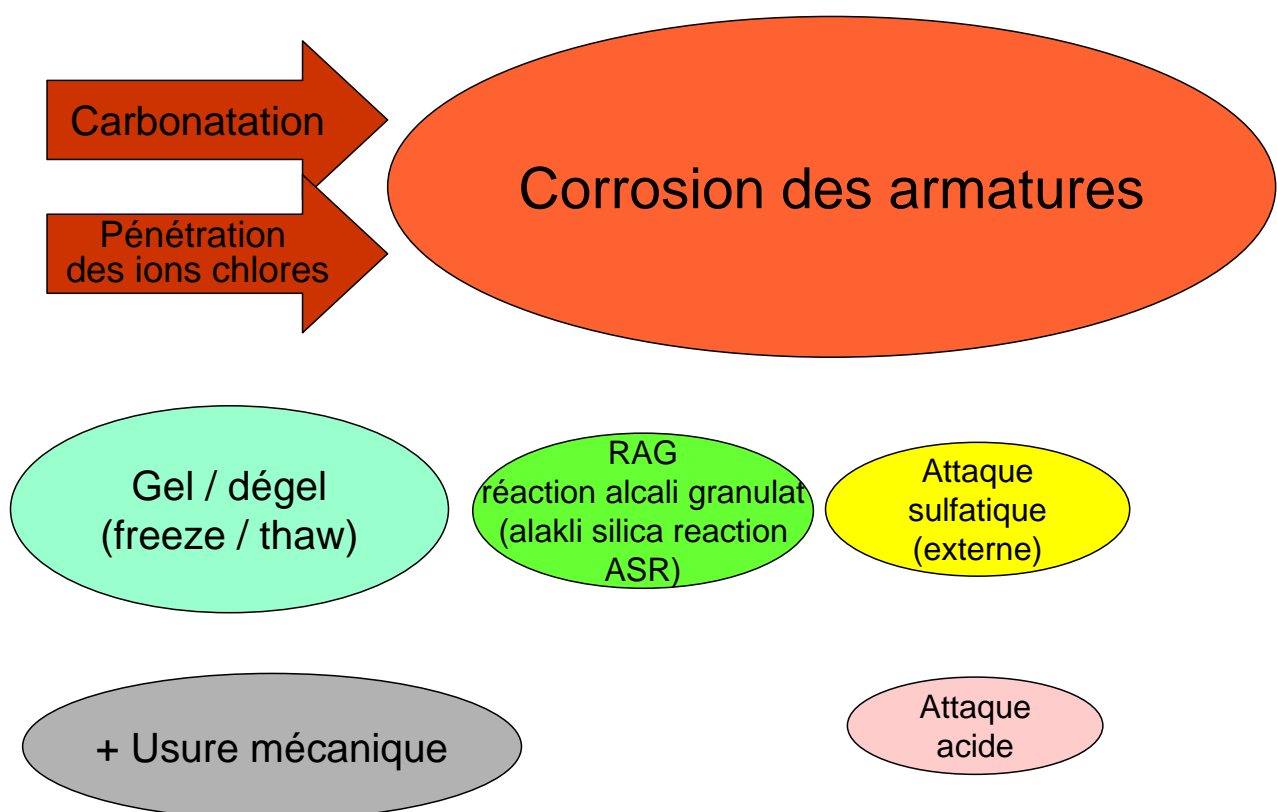 Carbonatation
Pénétration
des ions chlores
Corrosion des armatures
Gel / dégel
(freeze / thaw)
RAG
réaction alcali granulat
(alakli silica reaction
ASR)
Attaque
sulfatique
(externe)
+ Usure mécanique
Attaque
acide